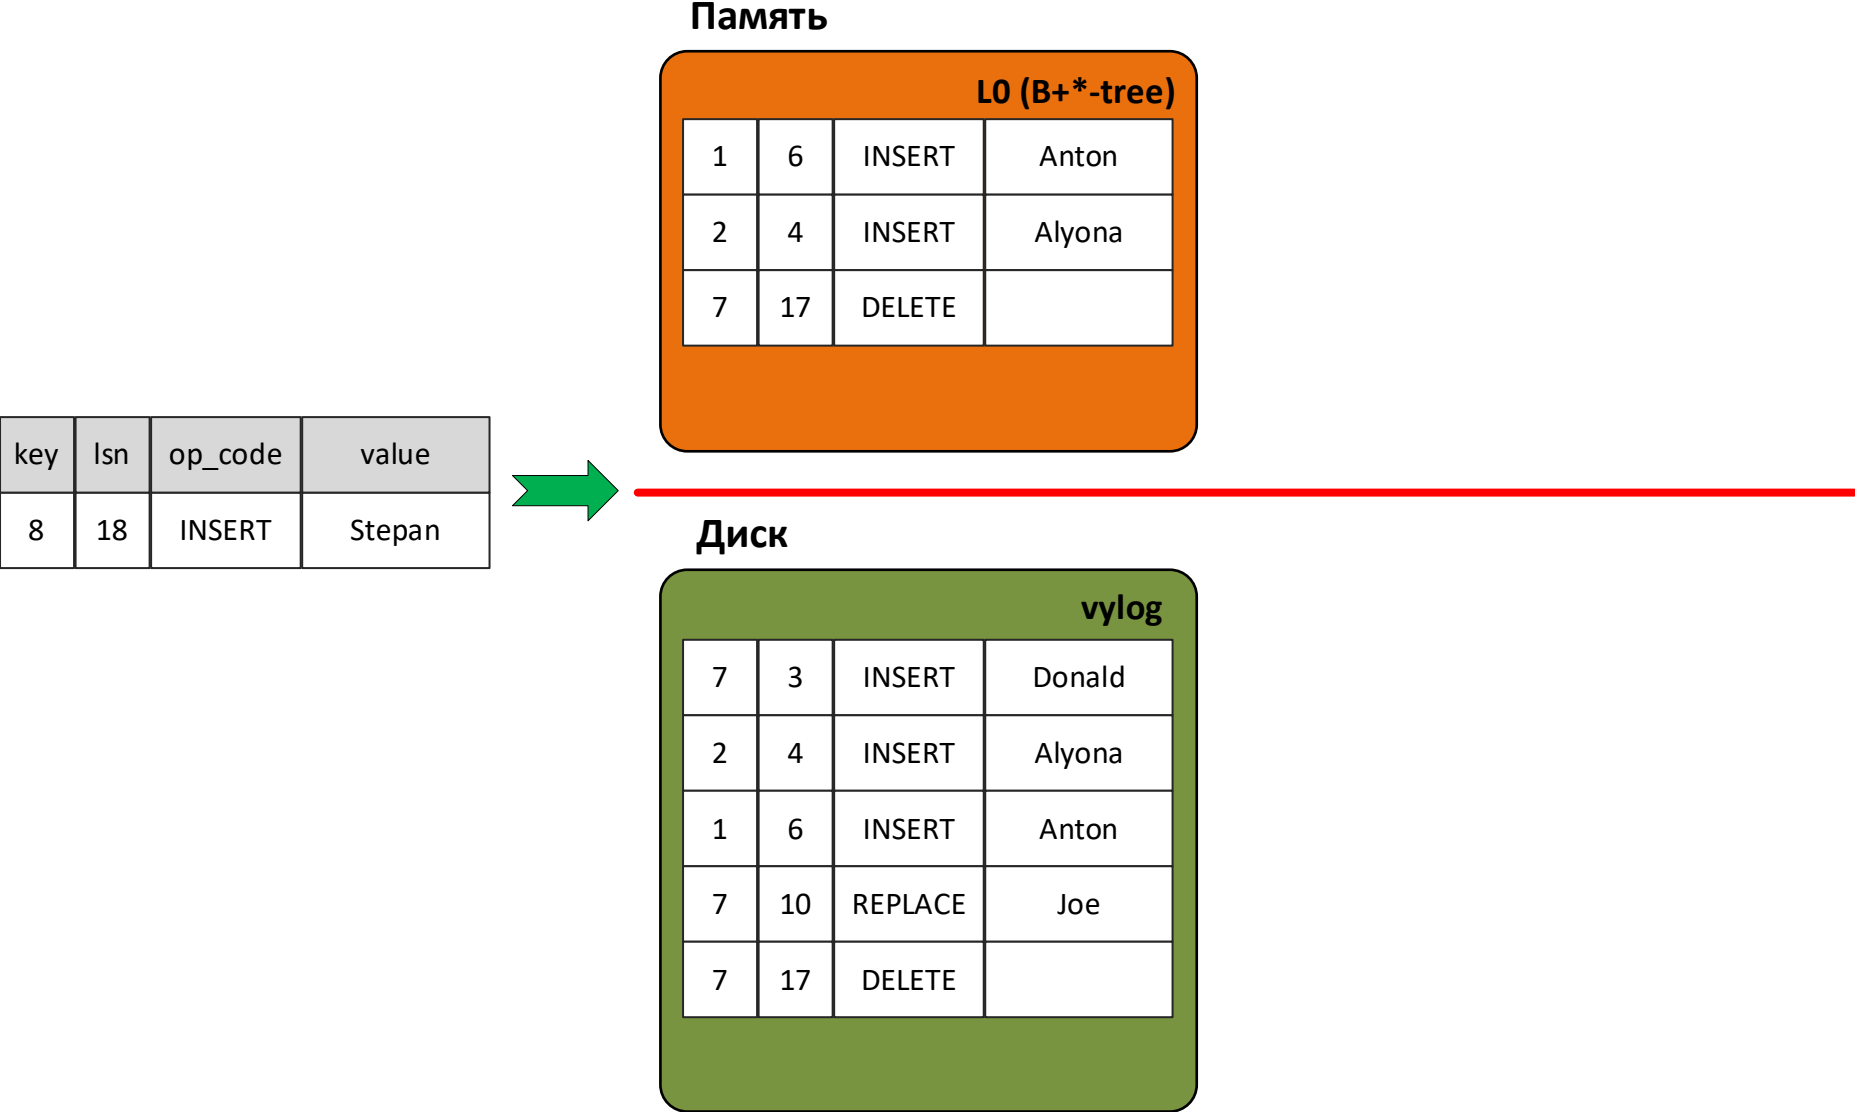 Память
L0 (B+*-tree)
1 6 INSERT Anton
2 4 INSERT Alyona
7 17 DELETE
key lsn op_code value
8 18 INSERT Stepan
Диск
vylog
7 3 INSERT Donald
2 4 INSERT Alyona
1 6 INSERT Anton
7 10 REPLACE Joe
7 17 DELETE